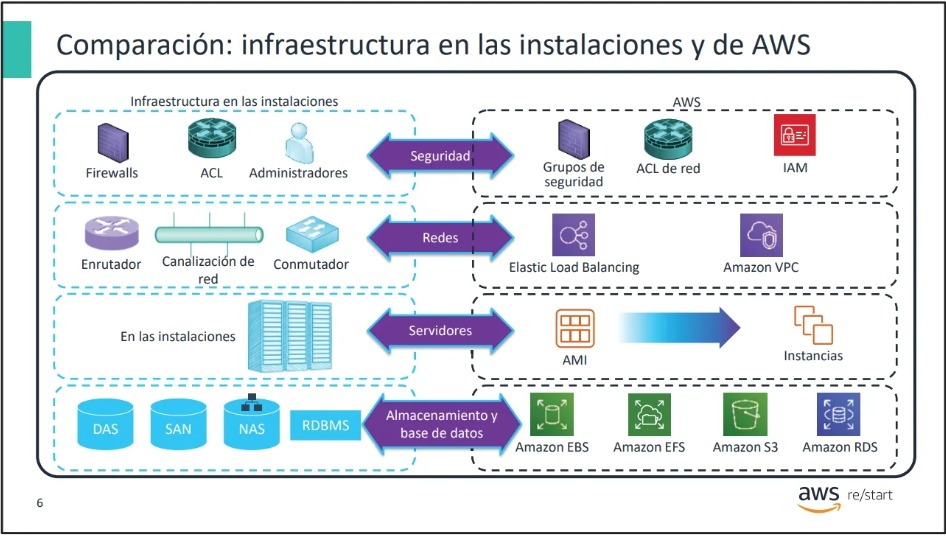 Comparación: infraestructura en las instalaciones y de AWS
Infraestructura en las instalaciones
AWS
Firewalls
ACL
Administradores
Seguridad
Grupos de
seguridad
ACL de red
IAM
Enrutador
Canalización de
red
Conmutador
Redes
Elastic Load Balancing
Amazon VPC
En las instalaciones
Servidores
AMI
Instancias
DAS
SAN
NAS
RDBMS
Almacenamiento y
base de datos
Amazon EBS
Amazon EFS
Amazon S3
Amazon RDS
6
aws re/start